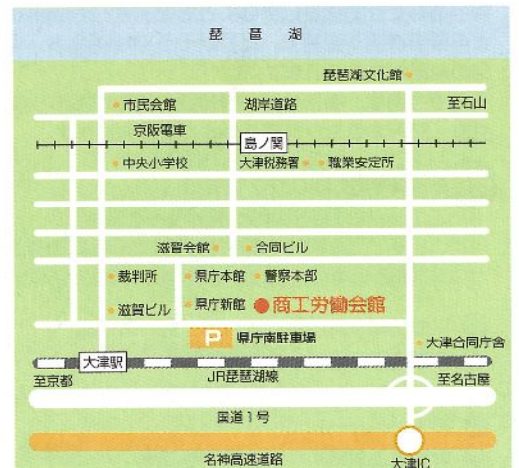 琵琶湖
琵琶湖文化館
市民会館
湖岸道路
至石山
京阪電車
島ノ関
中央小学校
大津税務署
職業安定所
滋賀会館
合同ビル
裁判所
県庁本館
警察本部
滋賀ビル
県庁新館
商工労働会館
P
県庁南駐車場
大津合同庁舎
大津駅
至京都
JR琵琶湖線
至名古屋
国道1号
名神高速道路
大津IC